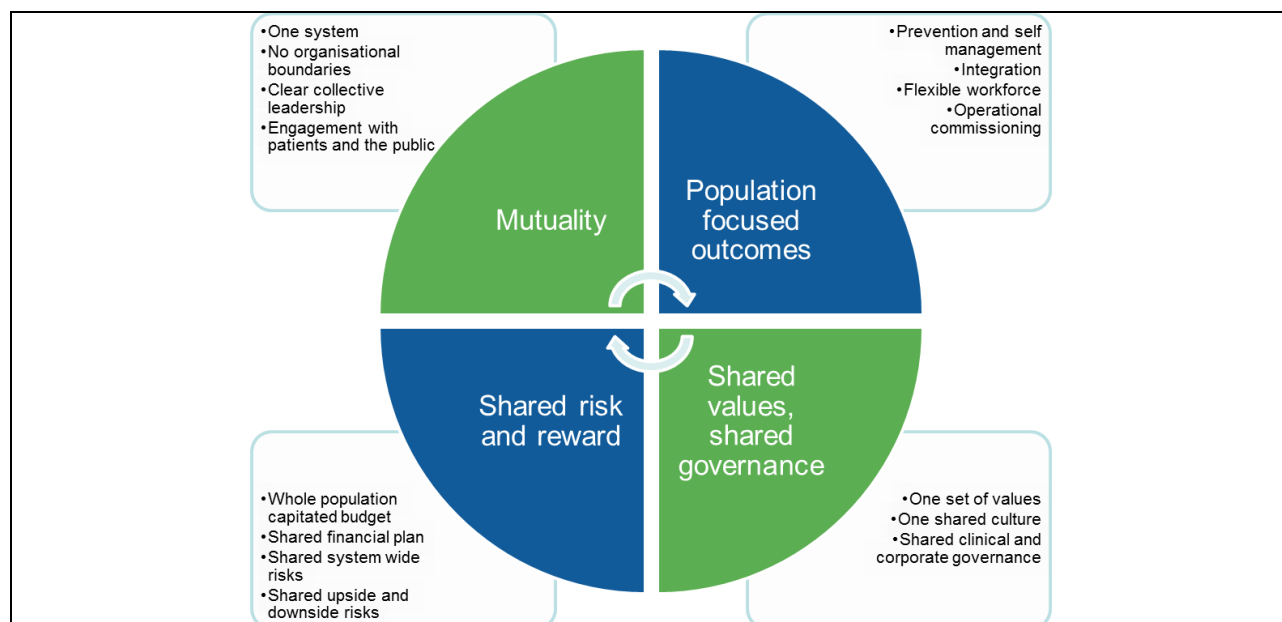 •One system
•No organisational
boundaries
•Clear collective
leadership
•Engagement with
patients and the public
•Prevention and self
management
•Integration
•Flexible workforce
•Operational
commissioning
Mutuality
Population
focused
outcomes
Shared risk
and reward
Shared
values,
shared
governance
•Whole population
capitated budget
•Shared financial plan
•Shared system wide
risks
•Shared upside and
downside risks
•One set of values
•One shared culture
•Shared clinical and
corporate governance